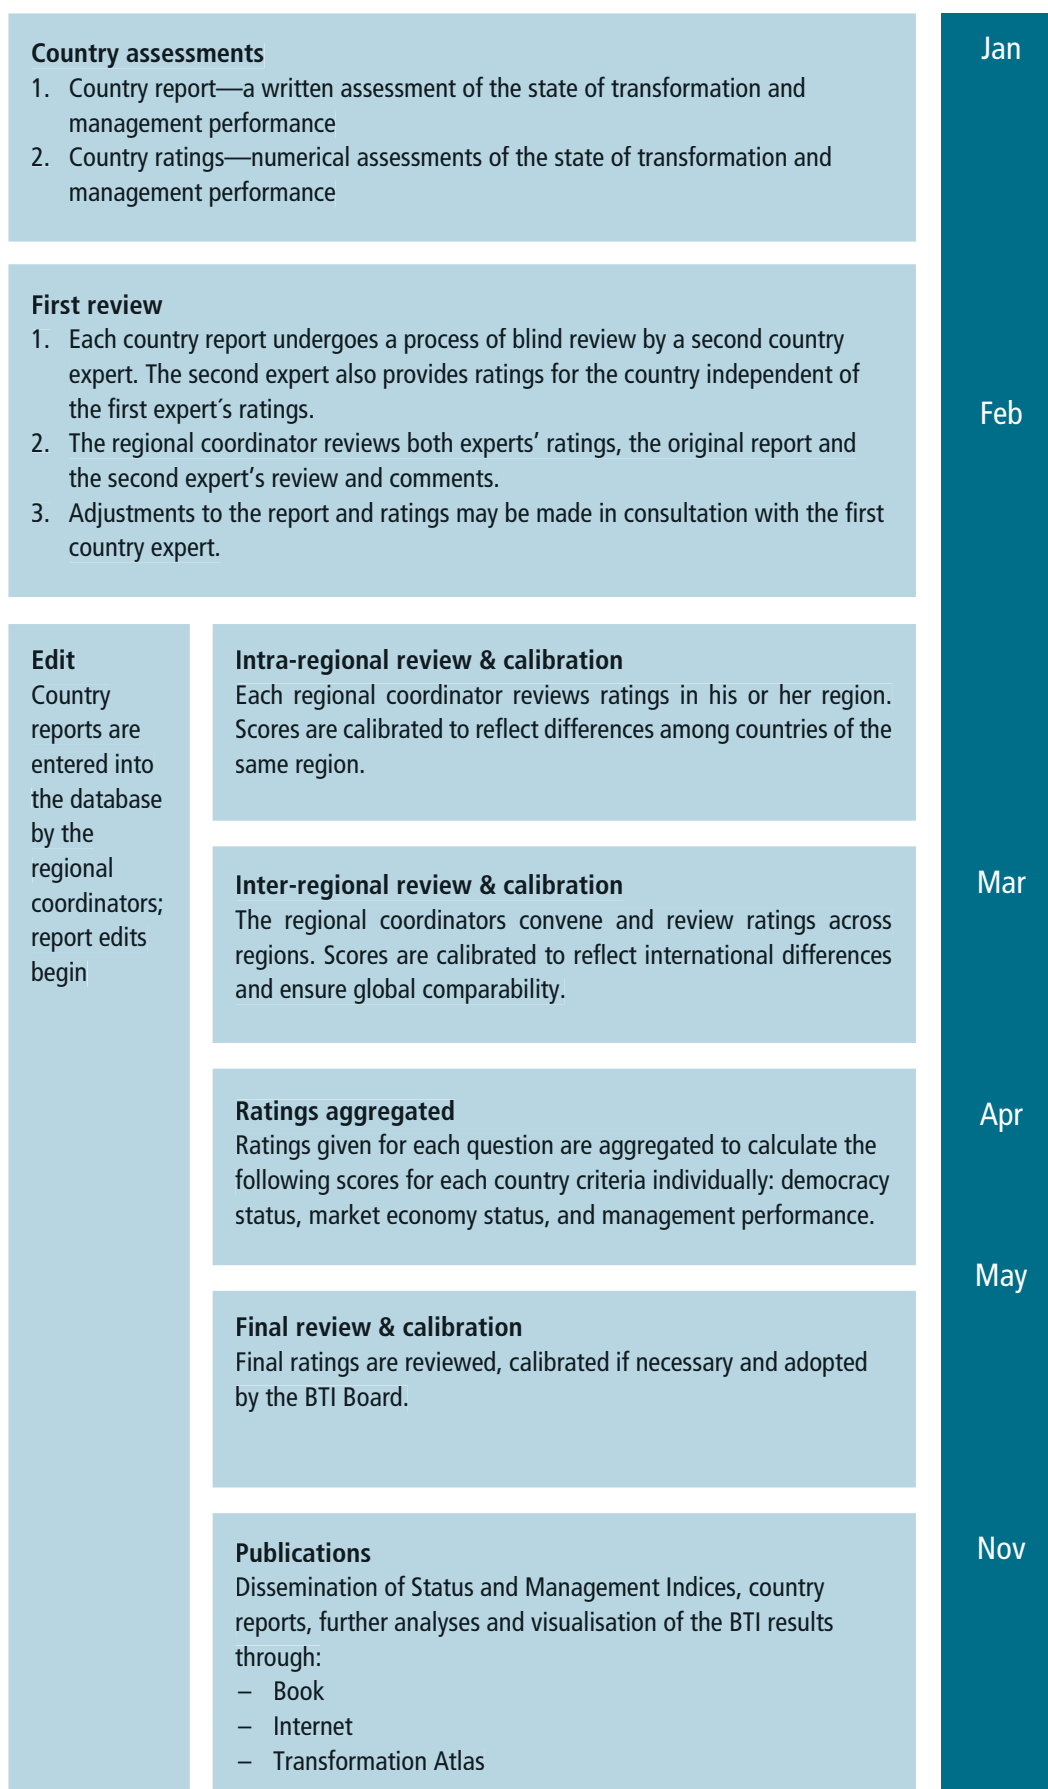 Country assessments
1. Country report—a written assessment of the state of transformation and
management performance
2. Country ratings—numerical assessments of the state of transformation and
management performance
Jan
First review
1. Each country report undergoes a process of blind review by a second country
expert. The second expert also provides ratings for the country independent of
the first expert´s ratings.
2. The regional coordinator reviews both experts’ ratings, the original report and
the second expert’s review and comments.
3. Adjustments to the report and ratings may be made in consultation with the first
country expert.
Feb
Edit
Country
reports are
entered into
the database
by the
regional
coordinators;
report edits
begin
Intra-regional review & calibration
Each regional coordinator reviews ratings in his or her region.
Scores are calibrated to reflect differences among countries of the
same region.
Inter-regional review & calibration
The regional coordinators convene and review ratings across
regions. Scores are calibrated to reflect international differences
and ensure global comparability.
Mar
Ratings aggregated
Ratings given for each question are aggregated to calculate the
following scores for each country criteria individually: democracy
status, market economy status, and management performance.
Apr
May
Final review & calibration
Final ratings are reviewed, calibrated if necessary and adopted
by the BTI Board.
Publications
Dissemination of Status and Management Indices, country
reports, further analyses and visualisation of the BTI results
through:
– Book
– Internet
– Transformation Atlas
Nov